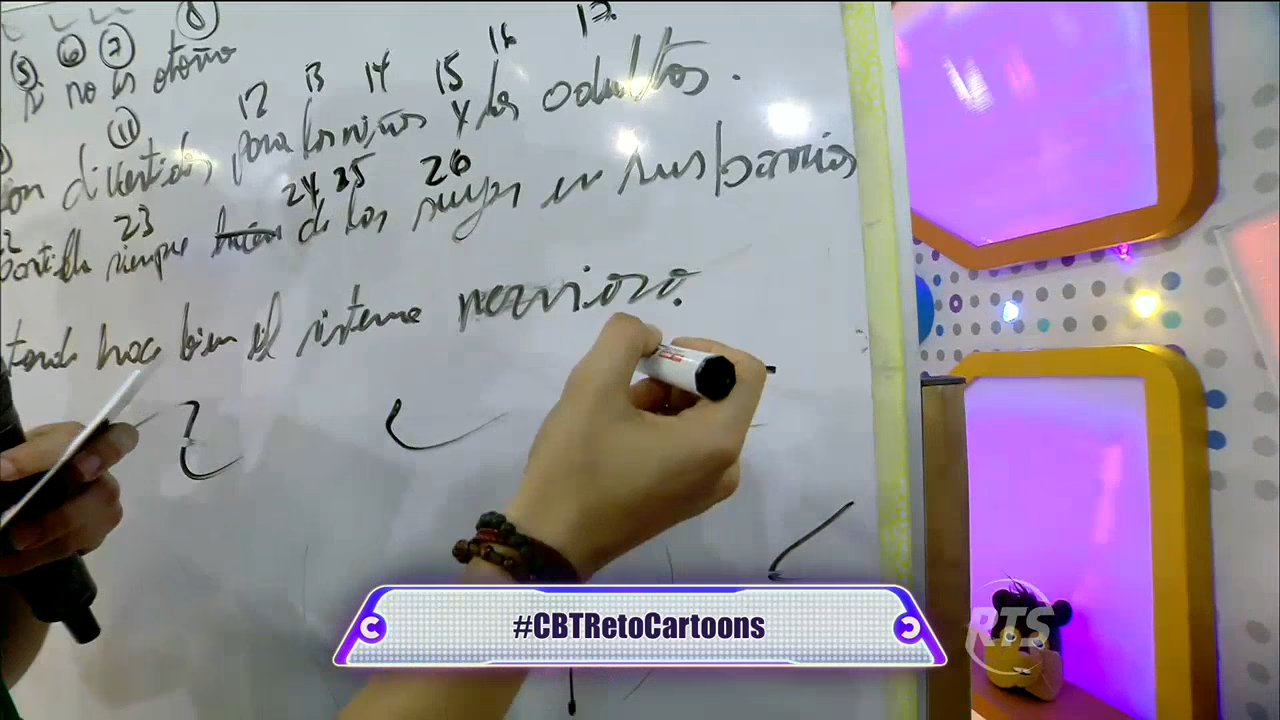 8
5 6 7
si no es otoño
11 12 13 14 15 16 17
son divertidos para los niños y los adultos.
23 24 25 26
siempre de los suyos en sus barrios
hace bien el sistema nervioso.
#CBTRetoCartoons
RTS